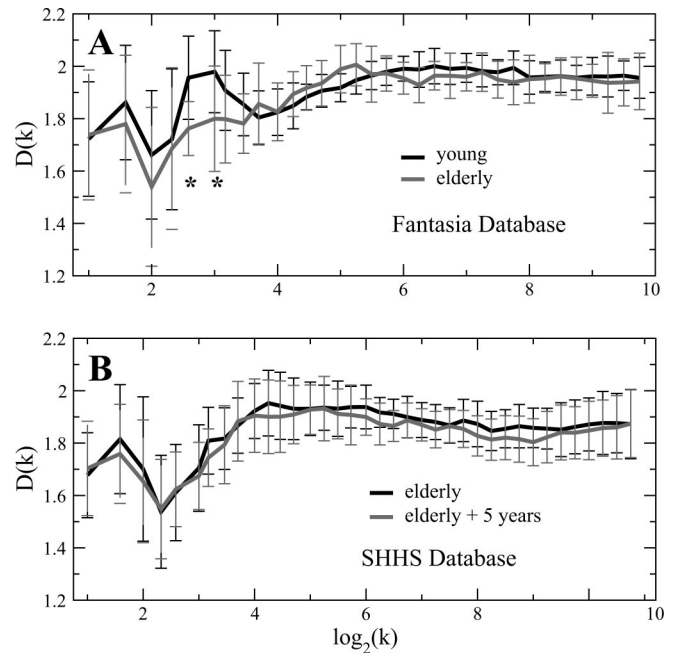 A
2.2
2
1.8
1.6
1.4
1.2
D(k)
* *
young
elderly
Fantasia Database
2 4 6 8 10
B
2.2
2
1.8
1.6
1.4
1.2
D(k)
elderly
elderly + 5 years
SHHS Database
2 4 6 8 10
log₂(k)